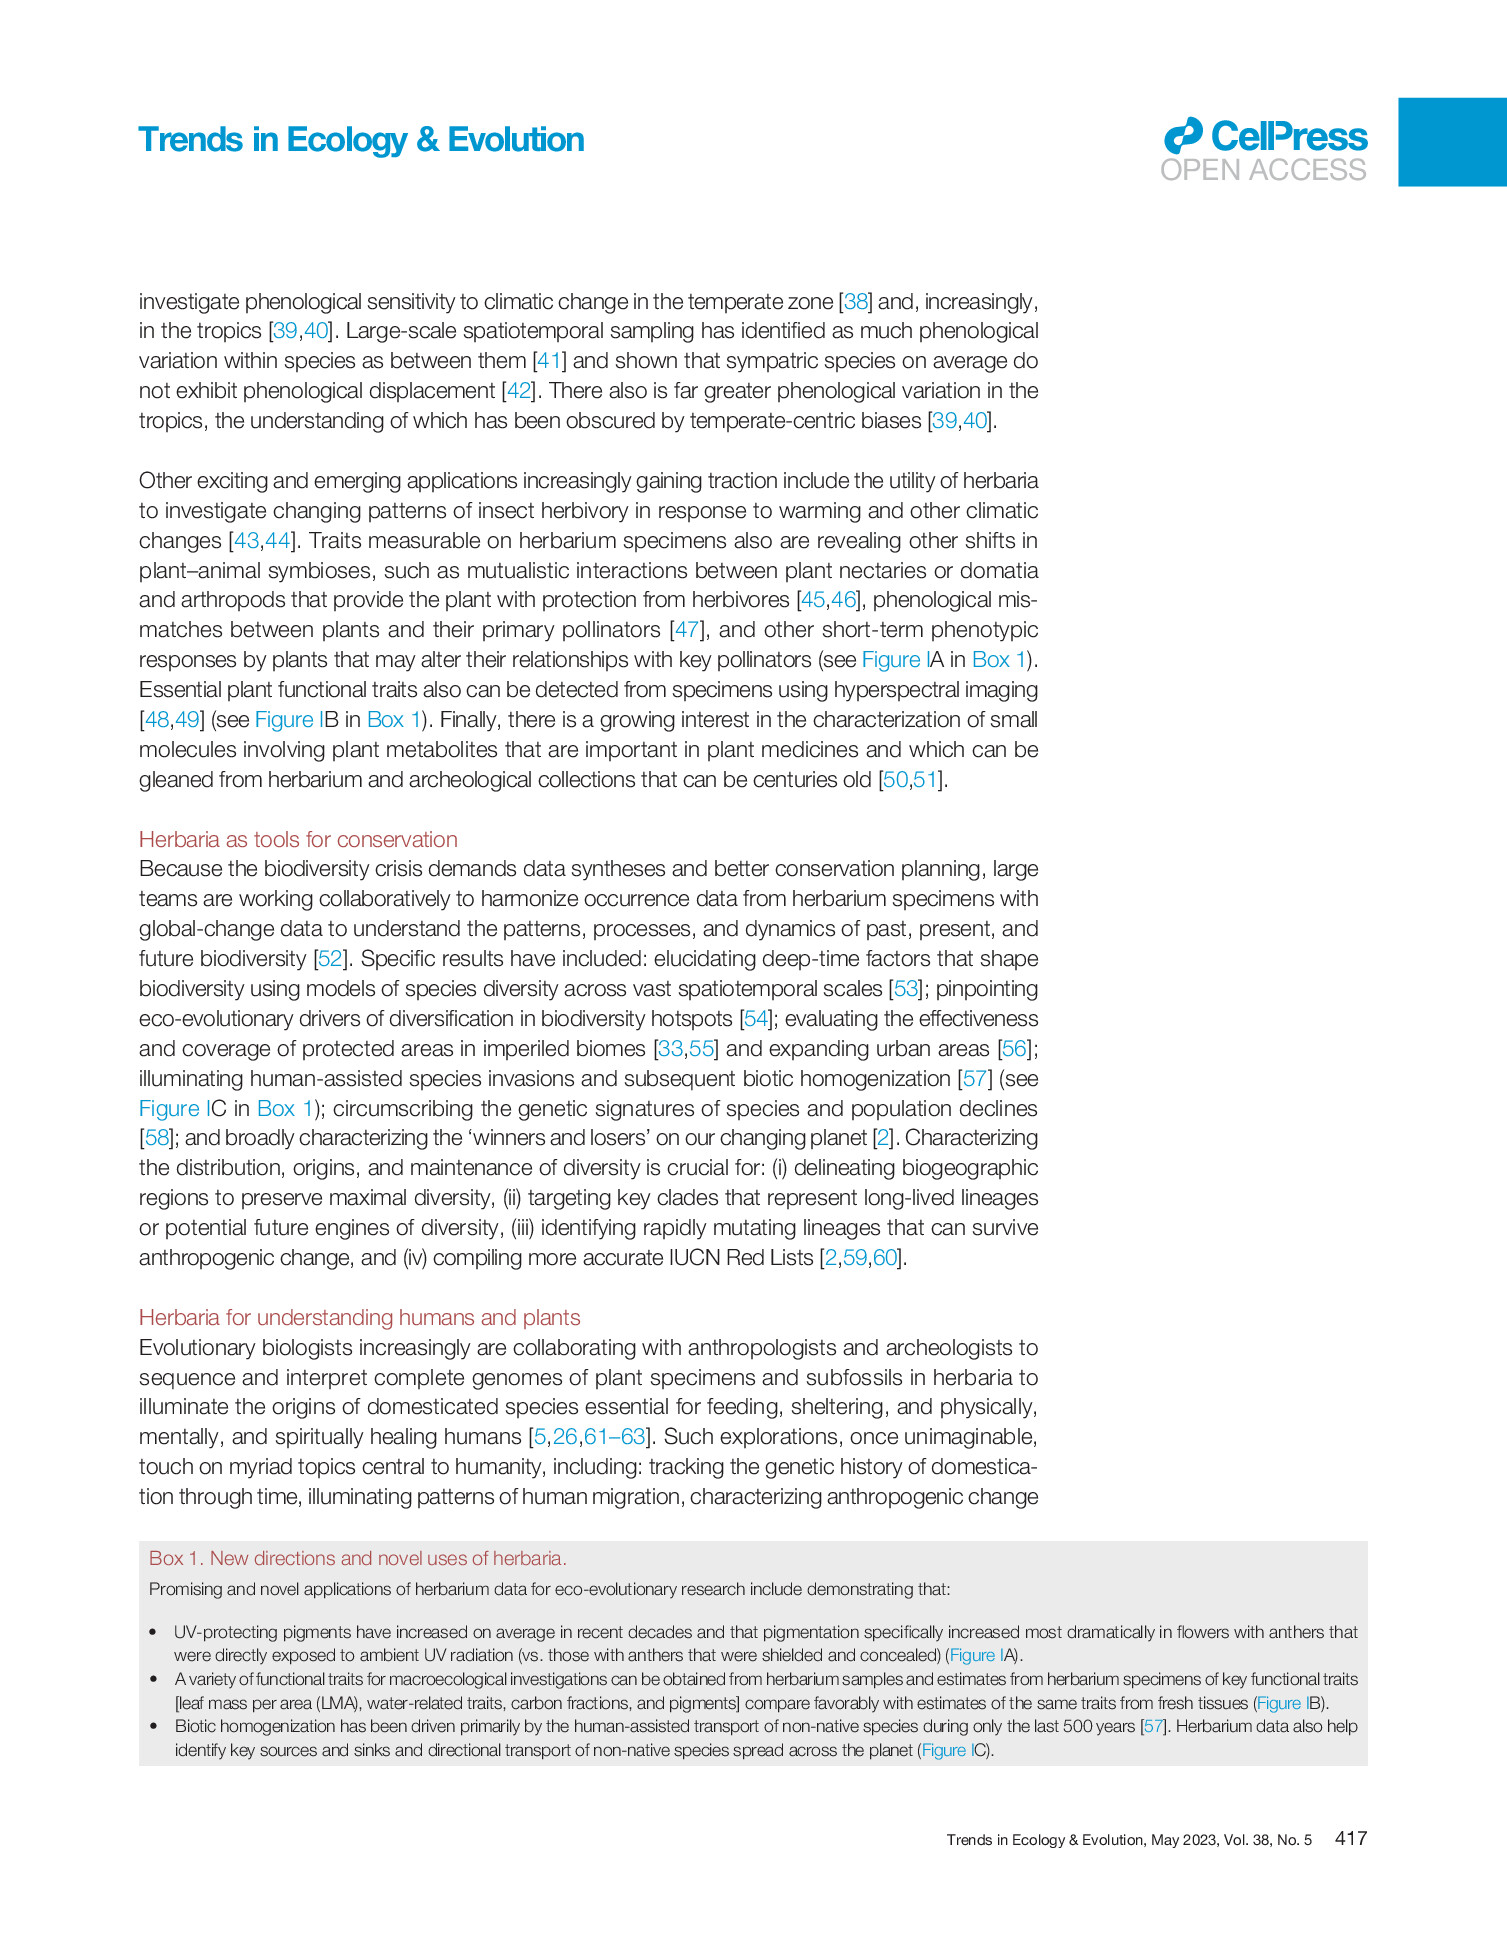 Trends in Ecology & Evolution
CellPress
OPEN ACCESS
investigate phenological sensitivity to climatic change in the temperate zone [38] and, increasingly,
in the tropics [39,40]. Large-scale spatiotemporal sampling has identified as much phenological
variation within species as between them [41] and shown that sympatric species on average do
not exhibit phenological displacement [42]. There also is far greater phenological variation in the
tropics, the understanding of which has been obscured by temperate-centric biases [39,40].
Other exciting and emerging applications increasingly gaining traction include the utility of herbaria
to investigate changing patterns of insect herbivory in response to warming and other climatic
changes [43,44]. Traits measurable on herbarium specimens also are revealing other shifts in
plant–animal symbioses, such as mutualistic interactions between plant nectaries or domatia
and arthropods that provide the plant with protection from herbivores [45,46], phenological mis-
matches between plants and their primary pollinators [47], and other short-term phenotypic
responses by plants that may alter their relationships with key pollinators (see Figure IA in Box 1).
Essential plant functional traits also can be detected from specimens using hyperspectral imaging
[48,49] (see Figure IB in Box 1). Finally, there is a growing interest in the characterization of small
molecules involving plant metabolites that are important in plant medicines and which can be
gleaned from herbarium and archeological collections that can be centuries old [50,51].
Herbaria as tools for conservation
Because the biodiversity crisis demands data syntheses and better conservation planning, large
teams are working collaboratively to harmonize occurrence data from herbarium specimens with
global-change data to understand the patterns, processes, and dynamics of past, present, and
future biodiversity [52]. Specific results have included: elucidating deep-time factors that shape
biodiversity using models of species diversity across vast spatiotemporal scales [53]; pinpointing
eco-evolutionary drivers of diversification in biodiversity hotspots [54]; evaluating the effectiveness
and coverage of protected areas in imperiled biomes [33,55] and expanding urban areas [56];
illuminating human-assisted species invasions and subsequent biotic homogenization [57] (see
Figure IC in Box 1); circumscribing the genetic signatures of species and population declines
[58]; and broadly characterizing the ‘winners and losers’ on our changing planet [2]. Characterizing
the distribution, origins, and maintenance of diversity is crucial for: (i) delineating biogeographic
regions to preserve maximal diversity, (ii) targeting key clades that represent long-lived lineages
or potential future engines of diversity, (iii) identifying rapidly mutating lineages that can survive
anthropogenic change, and (iv) compiling more accurate IUCN Red Lists [2,59,60].
Herbaria for understanding humans and plants
Evolutionary biologists increasingly are collaborating with anthropologists and archeologists to
sequence and interpret complete genomes of plant specimens and subfossils in herbaria to
illuminate the origins of domesticated species essential for feeding, sheltering, and physically,
mentally, and spiritually healing humans [5,26,61–63]. Such explorations, once unimaginable,
touch on myriad topics central to humanity, including: tracking the genetic history of domestica-
tion through time, illuminating patterns of human migration, characterizing anthropogenic change
Box 1. New directions and novel uses of herbaria.
Promising and novel applications of herbarium data for eco-evolutionary research include demonstrating that:
• UV-protecting pigments have increased on average in recent decades and that pigmentation specifically increased most dramatically in flowers with anthers that
were directly exposed to ambient UV radiation (vs. those with anthers that were shielded and concealed) (Figure IA).
• A variety of functional traits for macroecological investigations can be obtained from herbarium samples and estimates from herbarium specimens of key functional traits
[leaf mass per area (LMA), water-related traits, carbon fractions, and pigments] compare favorably with estimates of the same traits from fresh tissues (Figure IB).
• Biotic homogenization has been driven primarily by the human-assisted transport of non-native species during only the last 500 years [57]. Herbarium data also help
identify key sources and sinks and directional transport of non-native species spread across the planet (Figure IC).
Trends in Ecology & Evolution, May 2023, Vol. 38, No. 5 417